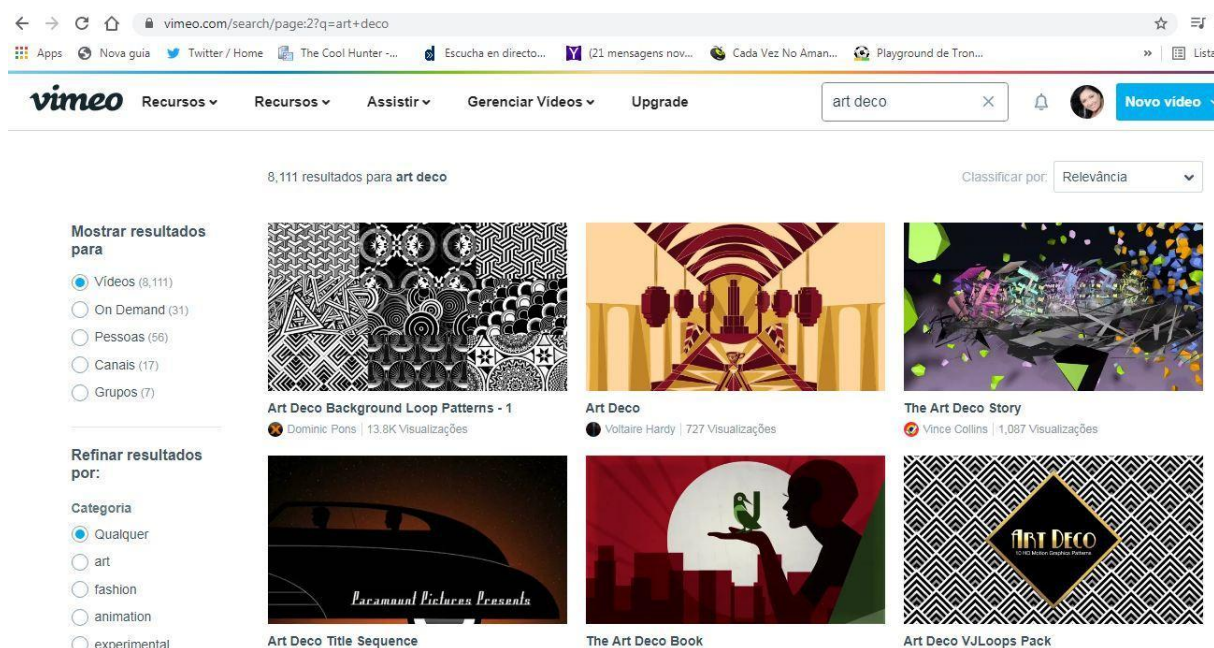 vimeo.com/search/page:2?q=art+deco
Apps Nova guia Twitter / Home The Cool Hunter -... Escucha en directo... (21 mensagens nov... Cada Vez No Aman... Playground de Tron... » Lista
vimeo Recursos Recursos Assistir Gerenciar Vídeos Upgrade art deco Novo vídeo
8,111 resultados para art deco Classificar por: Relevância
Mostrar resultados
para
Vídeos (8,111)
On Demand (31)
Pessoas (56)
Canais (17)
Grupos (7)
Art Deco Background Loop Patterns - 1
Dominic Pons | 13.8K Visualizações
Art Deco
Voltaire Hardy | 727 Visualizações
The Art Deco Story
Vince Collins | 1,087 Visualizações
Refinar resultados
por:
Categoria
Qualquer
art
fashion
animation
experimental
Paramount Pictures Presents
Art Deco Title Sequence
The Art Deco Book
ART DECO
10 HD Motion Graphics Patterns
Art Deco VJLoops Pack